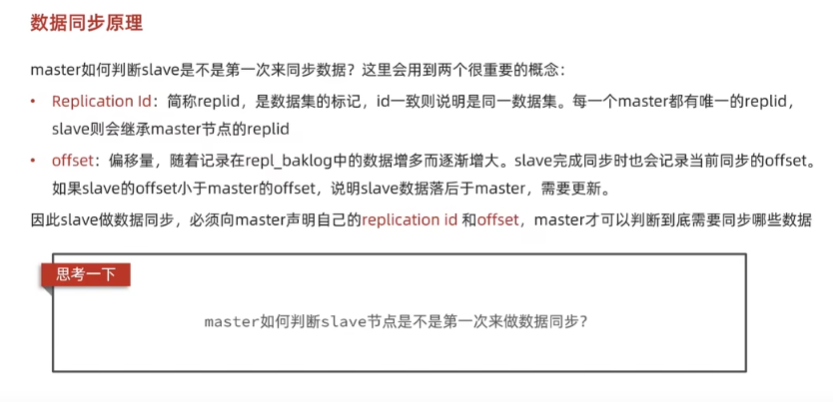 数据同步原理
master如何判断slave是不是第一次来同步数据？这里会用到两个很重要的概念：
• Replication Id：简称replid，是数据集的标记，id一致则说明是同一数据集。每一个master都有唯一的replid，
slave则会继承master节点的replid
• offset：偏移量，随着记录在repl_baklog中的数据增多而逐渐增大。slave完成同步时也会记录当前同步的offset。
如果slave的offset小于master的offset，说明slave数据落后于master，需要更新。
因此slave做数据同步，必须向master声明自己的replication id 和offset，master才可以判断到底需要同步哪些数据
思考一下
master如何判断slave节点是不是第一次来做数据同步？